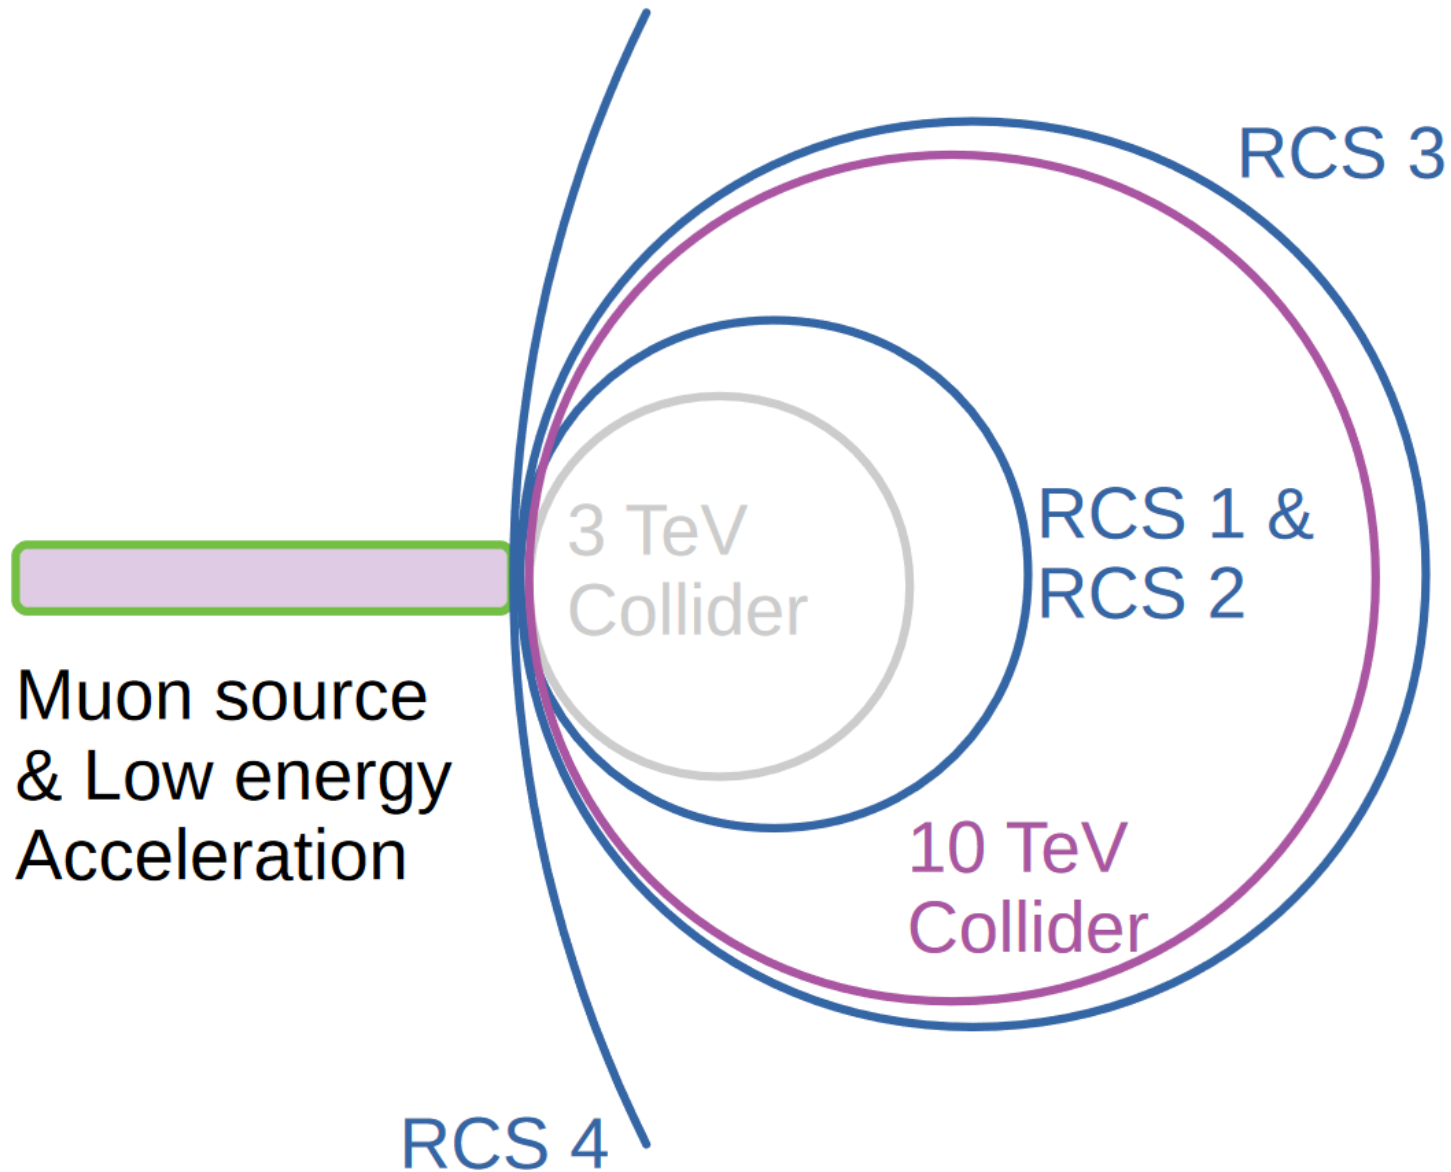 RCS 3
3 TeV
Collider
RCS 1 &
RCS 2
Muon source
& Low energy
Acceleration
10 TeV
Collider
RCS 4